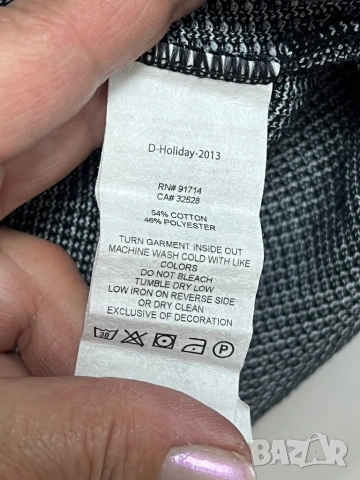 D-Holiday-2013
RN# 91714
CA# 32528
54% COTTON
46% POLYESTER
TURN GARMENT INSIDE OUT
MACHINE WASH COLD WITH LIKE
COLORS
DO NOT BLEACH
TUMBLE DRY LOW
LOW IRON ON REVERSE SIDE
OR DRY CLEAN
EXCLUSIVE OF DECORATION
30
P
BAZAR